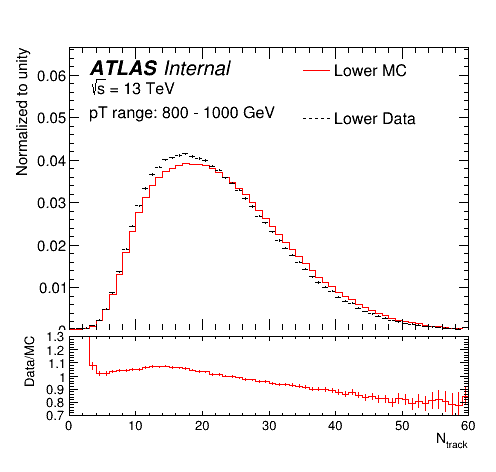 Normalized to unity
0.06
0.05
0.04
0.03
0.02
0.01
0
ATLAS Internal
√s = 13 TeV
pT range: 800 - 1000 GeV
Lower MC
Lower Data
Data/MC
1.3
1.2
1.1
1
0.9
0.8
0.7
0 10 20 30 40 50 60
N_track